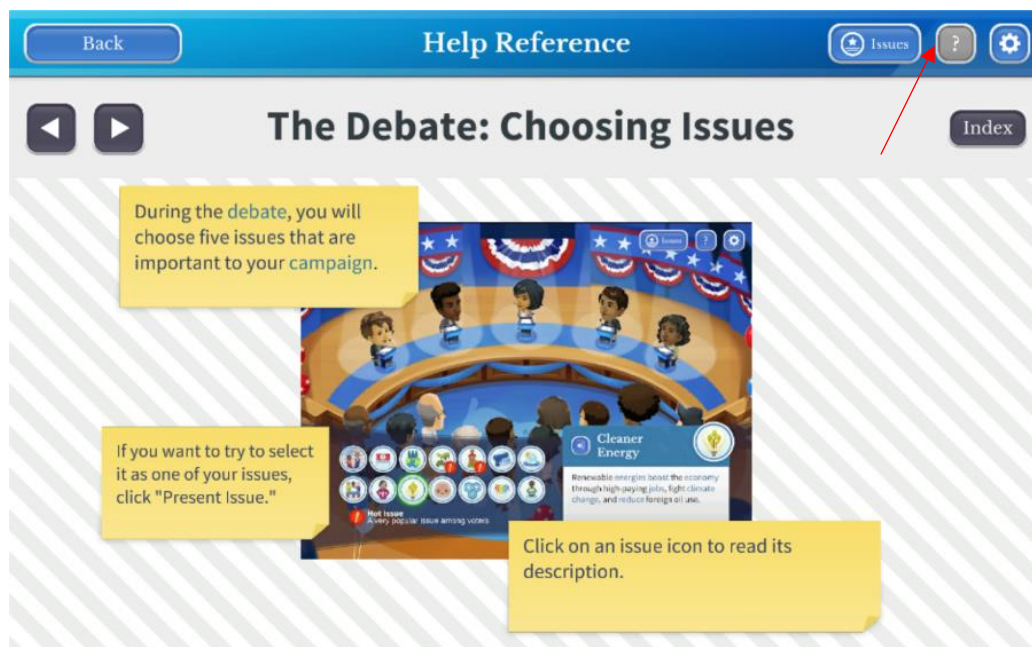 Back
Help Reference
Issues
?
The Debate: Choosing Issues
Index
During the debate, you will
choose five issues that are
important to your campaign.
Issues
?
If you want to try to select
it as one of your issues,
click "Present Issue."
Cleaner
Energy
Renewable energies boost the economy
through high-paying jobs, fight climate
change, and reduce foreign oil use.
Hot Issue
A very popular issue among voters
Click on an issue icon to read its
description.